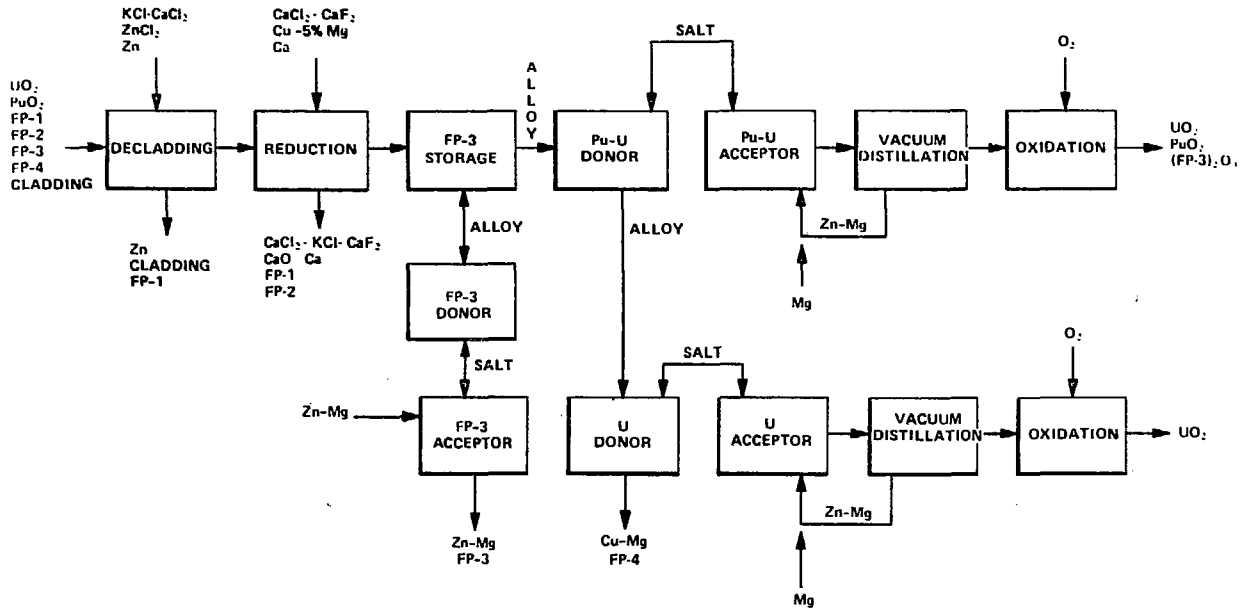 KCl-CaCl₂
ZnCl₂
Zn
CaCl₂-CaF₂
Cu -5% Mg
Ca
UO₂
PuO₂
FP-1
FP-2
FP-3
FP-4
CLADDING
DECLADDING
REDUCTION
FP-3
STORAGE
ALLOY
Pu-U
DONOR
SALT
Pu-U
ACCEPTOR
VACUUM
DISTILLATION
O₂
OXIDATION
UO₂
PuO₂
Zn-Mg
Mg
Zn
CLADDING
FP-1
CaCl₂- KCl- CaF₂
CaO Ca
FP-1
FP-2
ALLOY
FP-3
DONOR
SALT
Zn-Mg
FP-3
ACCEPTOR
Zn-Mg
FP-3
ALLOY
U
DONOR
Cu-Mg
FP-4
SALT
U
ACCEPTOR
VACUUM
DISTILLATION
O₂
OXIDATION
UO₂
Zn-Mg
Mg